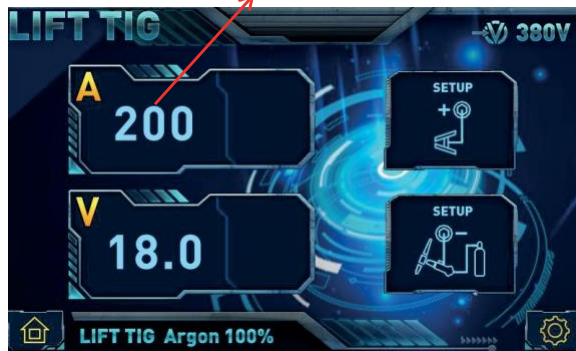 LIFT TIG
380V
A
200
SETUP
+
V
18.0
SETUP
-
LIFT TIG Argon 100%